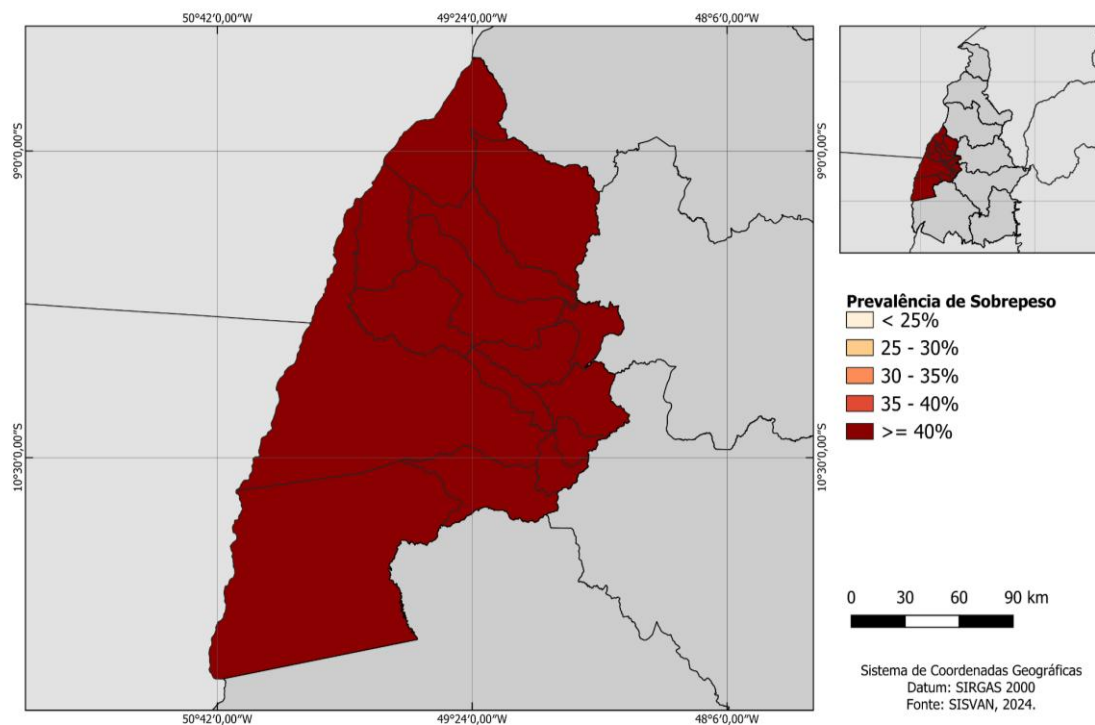 50°42'0,00"W 49°24'0,00"W 48°6'0,00"W
9°0'0,00"S 9°0'0,00"S
10°30'0,00"S 10°30'0,00"S
50°42'0,00"W 49°24'0,00"W 48°6'0,00"W
Prevalência de Sobrepeso
< 25%
25 - 30%
30 - 35%
35 - 40%
>= 40%
0 30 60 90 km
Sistema de Coordenadas Geográficas
Datum: SIRGAS 2000
Fonte: SISVAN, 2024.